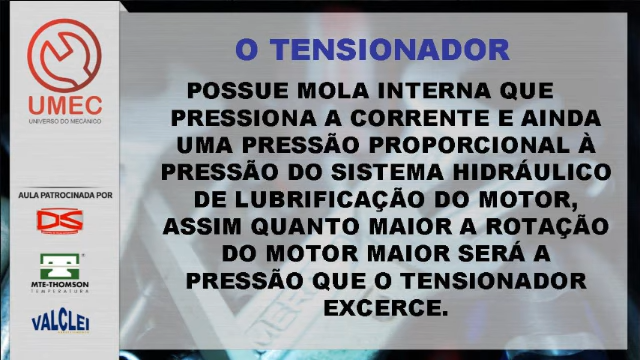 UMEC
UNIVERSO DO MECÂNICO
AULA PATROCINADA POR
DS
MTE-THOMSON
TEMPERATURA
VALCLEI
O TENSIONADOR
POSSUE MOLA INTERNA QUE
PRESSIONA A CORRENTE E AINDA
UMA PRESSÃO PROPORCIONAL À
PRESSÃO DO SISTEMA HIDRÁULICO
DE LUBRIFICAÇÃO DO MOTOR,
ASSIM QUANTO MAIOR A ROTAÇÃO
DO MOTOR MAIOR SERÁ A
PRESSÃO QUE O TENSIONADOR
EXCERCE.